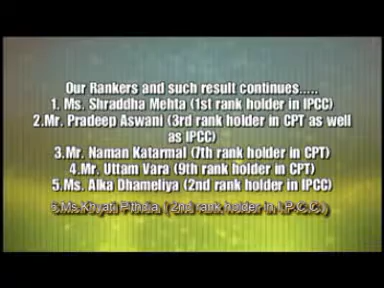 Our Rankers and such result continues.....
1. Ms. Shraddha Mehta (1st rank holder in IPCC)
2.Mr. Pradeep Aswani (3rd rank holder in CPT as well
as IPCC)
3.Mr. Naman Katarmal (7th rank holder in CPT)
4.Mr. Uttam Vara (9th rank holder in CPT)
5.Ms. Alka Dhameliya (2nd rank holder in IPCC)
6.Ms.Khyati Pithdia, ( 2nd rank holder in I.P.C.C.)